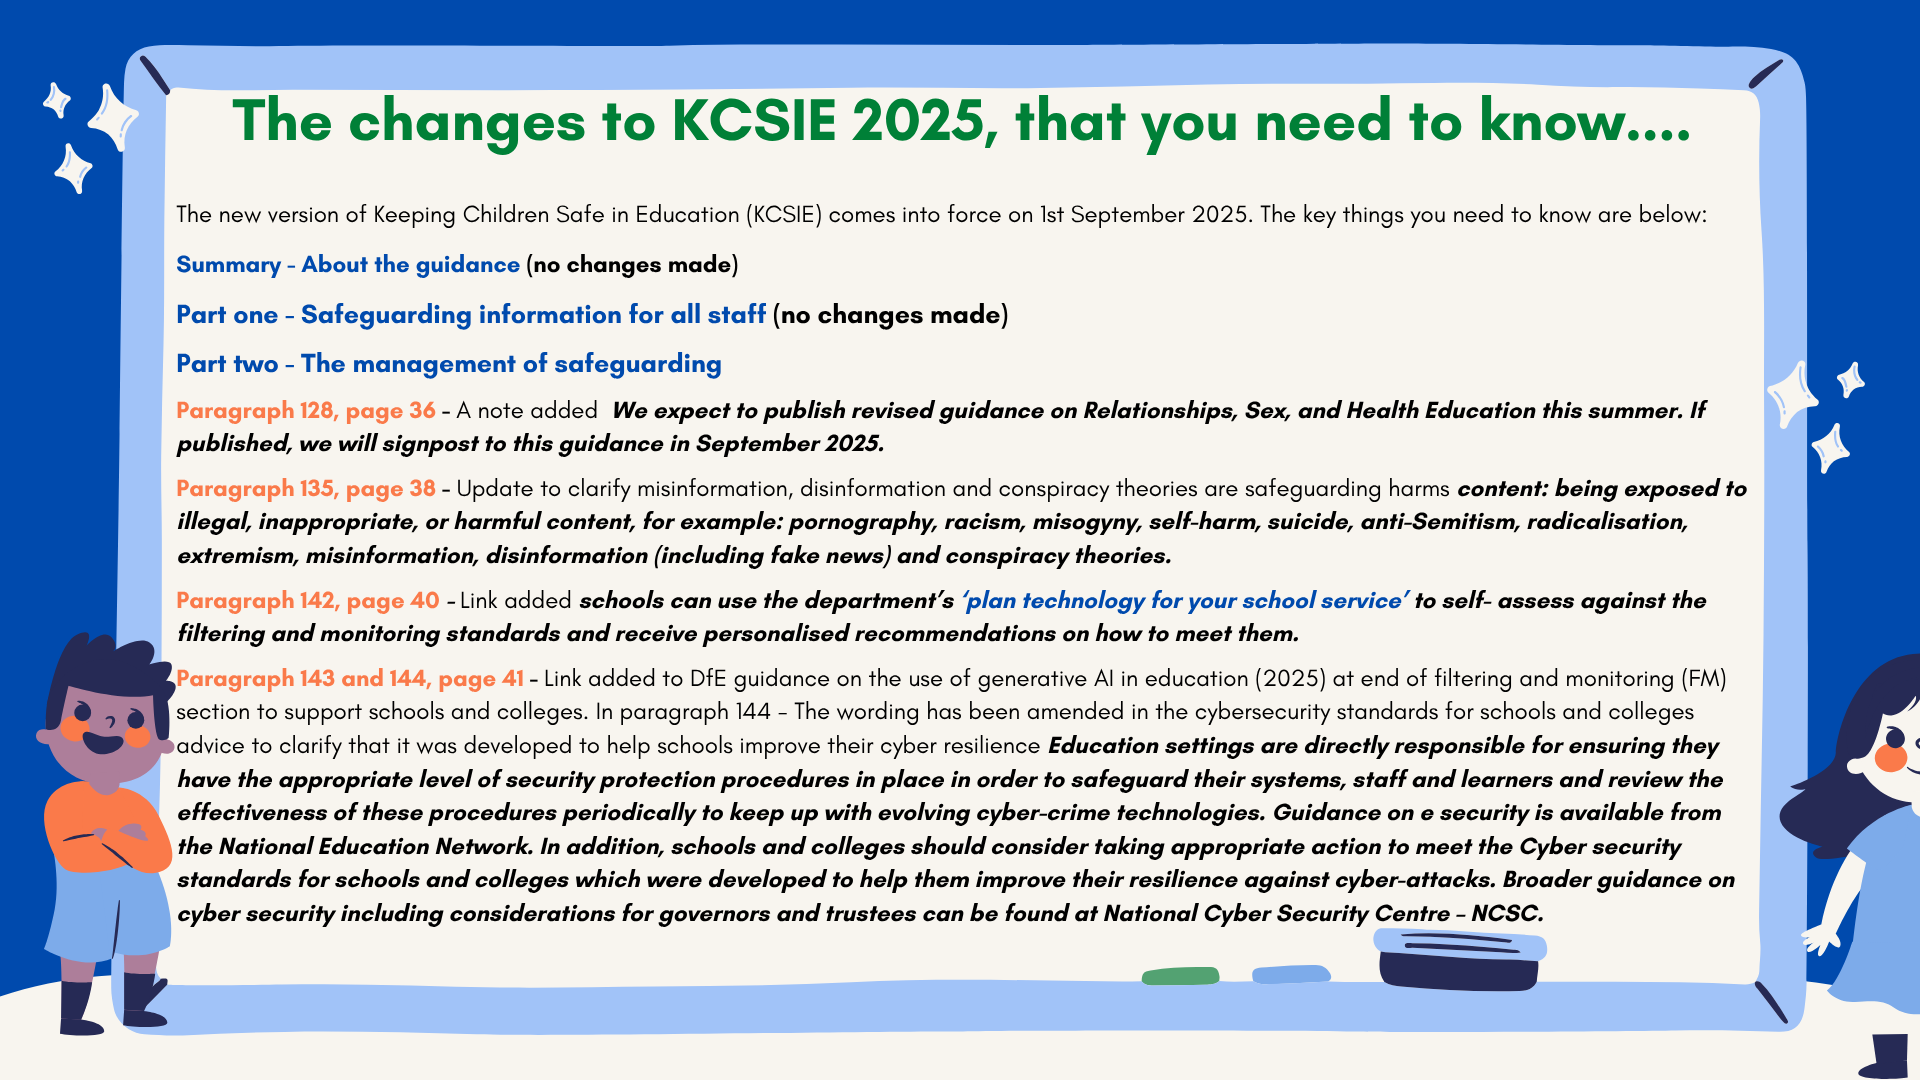 The changes to KCSIE 2025, that you need to know....
The new version of Keeping Children Safe in Education (KCSIE) comes into force on 1st September 2025. The key things you need to know are below:
Summary - About the guidance (no changes made)
Part one - Safeguarding information for all staff (no changes made)
Part two - The management of safeguarding
Paragraph 128, page 36 - A note added We expect to publish revised guidance on Relationships, Sex, and Health Education this summer. If
published, we will signpost to this guidance in September 2025.
Paragraph 135, page 38 - Update to clarify misinformation, disinformation and conspiracy theories are safeguarding harms content: being exposed to
illegal, inappropriate, or harmful content, for example: pornography, racism, misogyny, self-harm, suicide, anti-Semitism, radicalisation,
extremism, misinformation, disinformation (including fake news) and conspiracy theories.
Paragraph 142, page 40 - Link added schools can use the department's 'plan technology for your school service' to self- assess against the
filtering and monitoring standards and receive personalised recommendations on how to meet them.
Paragraph 143 and 144, page 41 - Link added to DfE guidance on the use of generative AI in education (2025) at end of filtering and monitoring (FM)
section to support schools and colleges. In paragraph 144 - The wording has been amended in the cybersecurity standards for schools and colleges
advice to clarify that it was developed to help schools improve their cyber resilience Education settings are directly responsible for ensuring they
have the appropriate level of security protection procedures in place in order to safeguard their systems, staff and learners and review the
effectiveness of these procedures periodically to keep up with evolving cyber-crime technologies. Guidance on e security is available from
the National Education Network. In addition, schools and colleges should consider taking appropriate action to meet the Cyber security
standards for schools and colleges which were developed to help them improve their resilience against cyber-attacks. Broader guidance on
cyber security including considerations for governors and trustees can be found at National Cyber Security Centre - NCSC.